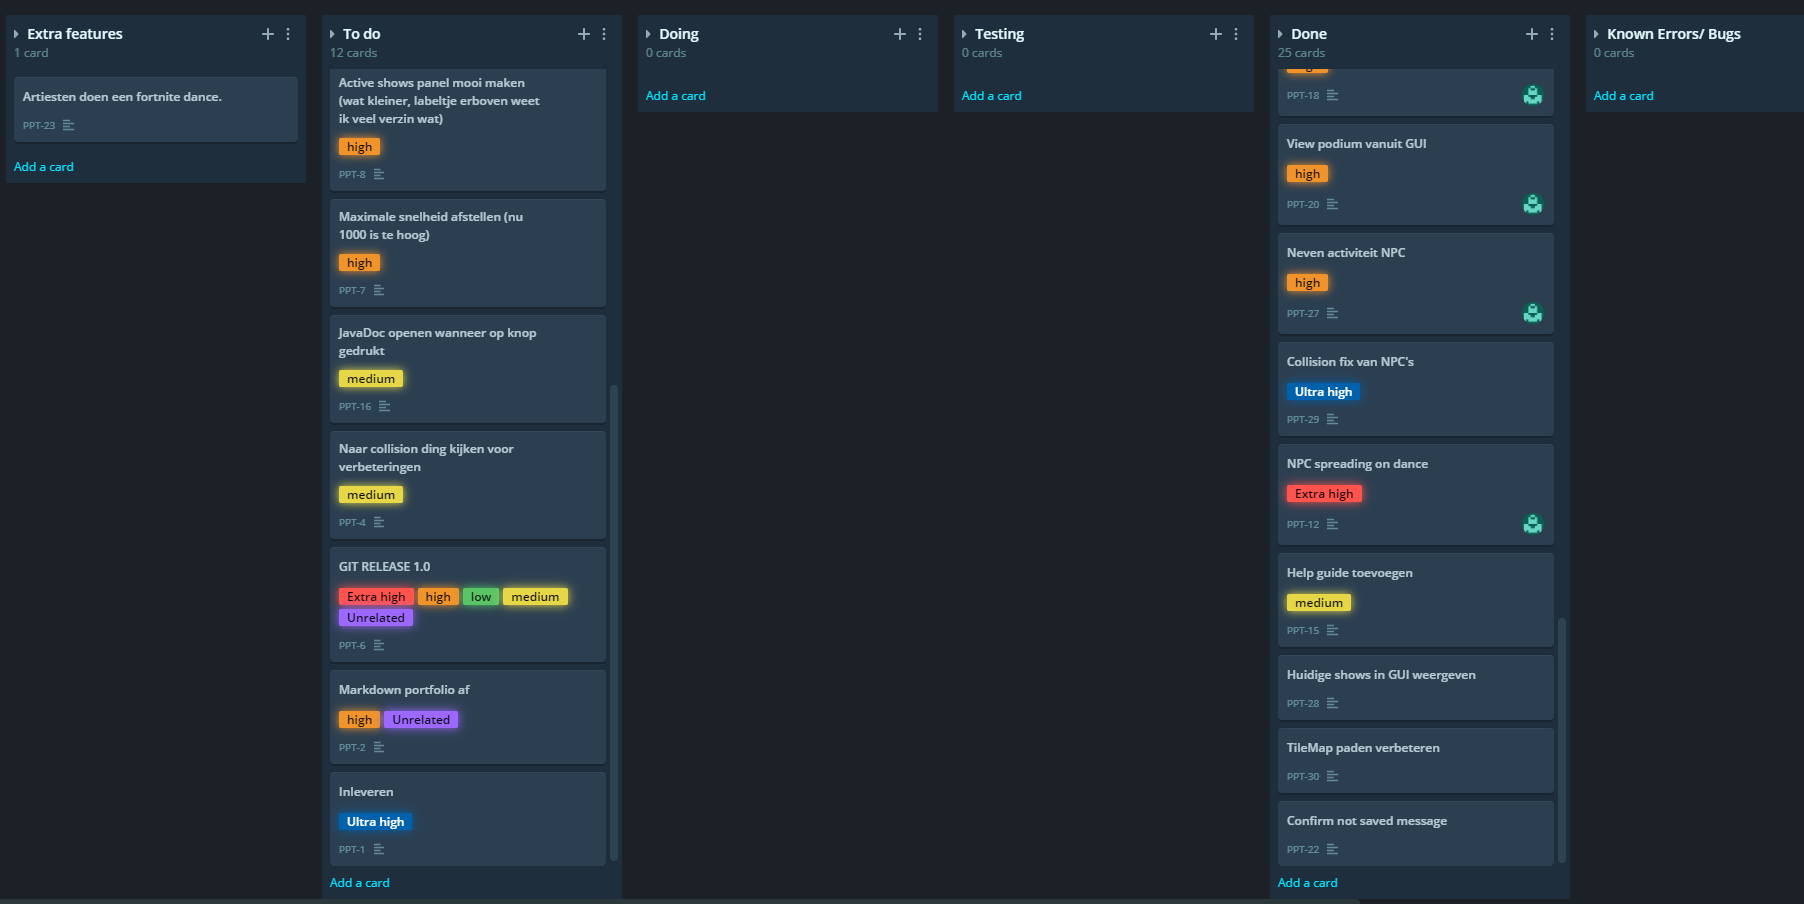 Extra features
1 card
Artiesten doen een fortnite dance.
PPT-23
Add a card
To do
12 cards
Active shows panel mooi maken
(wat kleiner, labeltje erboven weet
ik veel verzin wat)
high
PPT-8
Maximale snelheid afstellen (nu
1000 is te hoog)
high
PPT-7
JavaDoc openen wanneer op knop
gedrukt
medium
PPT-16
Naar collision ding kijken voor
verbeteringen
medium
PPT-4
GIT RELEASE 1.0
Extra high high low medium
Unrelated
PPT-6
Markdown portfolio af
high Unrelated
PPT-2
Inleveren
Ultra high
PPT-1
Add a card
Doing
0 cards
Add a card
Testing
0 cards
Add a card
Done
25 cards
PPT-18
View podium vanuit GUI
high
PPT-20
Neven activiteit NPC
high
PPT-27
Collision fix van NPC's
Ultra high
PPT-29
NPC spreading on dance
Extra high
PPT-12
Help guide toevoegen
medium
PPT-15
Huidige shows in GUI weergeven
PPT-28
TileMap paden verbeteren
PPT-30
Confirm not saved message
PPT-22
Add a card
Known Errors/ Bugs
0 cards
Add a card